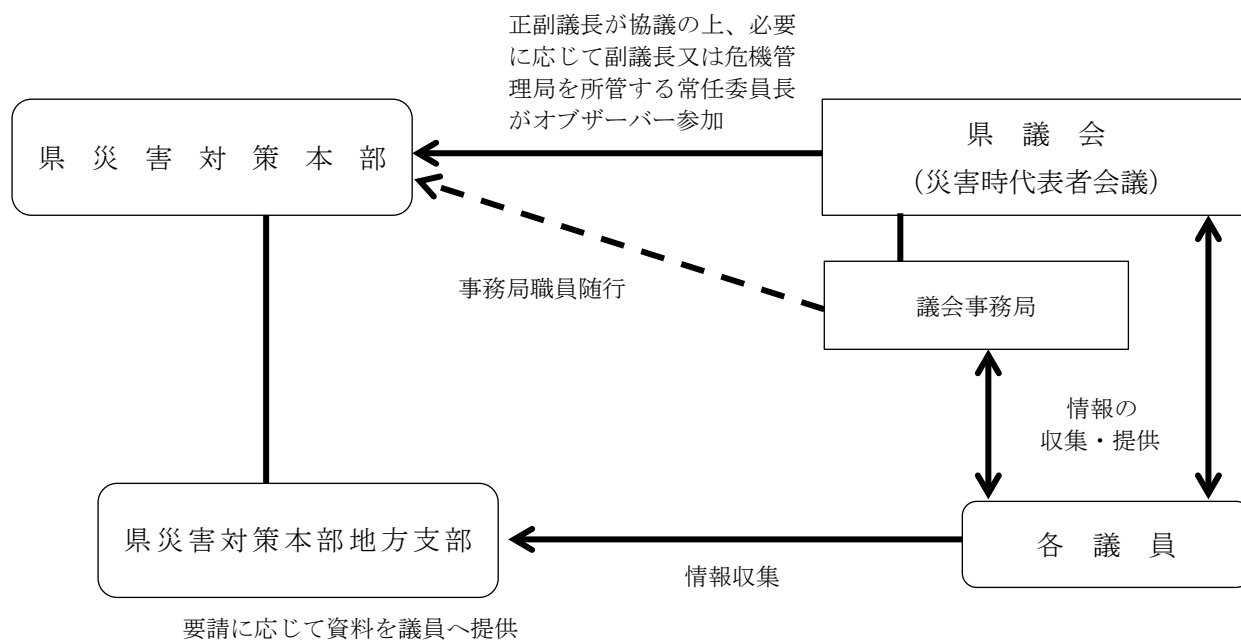 正副議長が協議の上、必要
に応じて副議長又は危機管
理局を所管する常任委員長
がオブザーバー参加
県災害対策本部
県議会
(災害時代表者会議)
事務局職員随行
議会事務局
情報の
収集・提供
県災害対策本部地方支部
各議員
情報収集
要請に応じて資料を議員へ提供